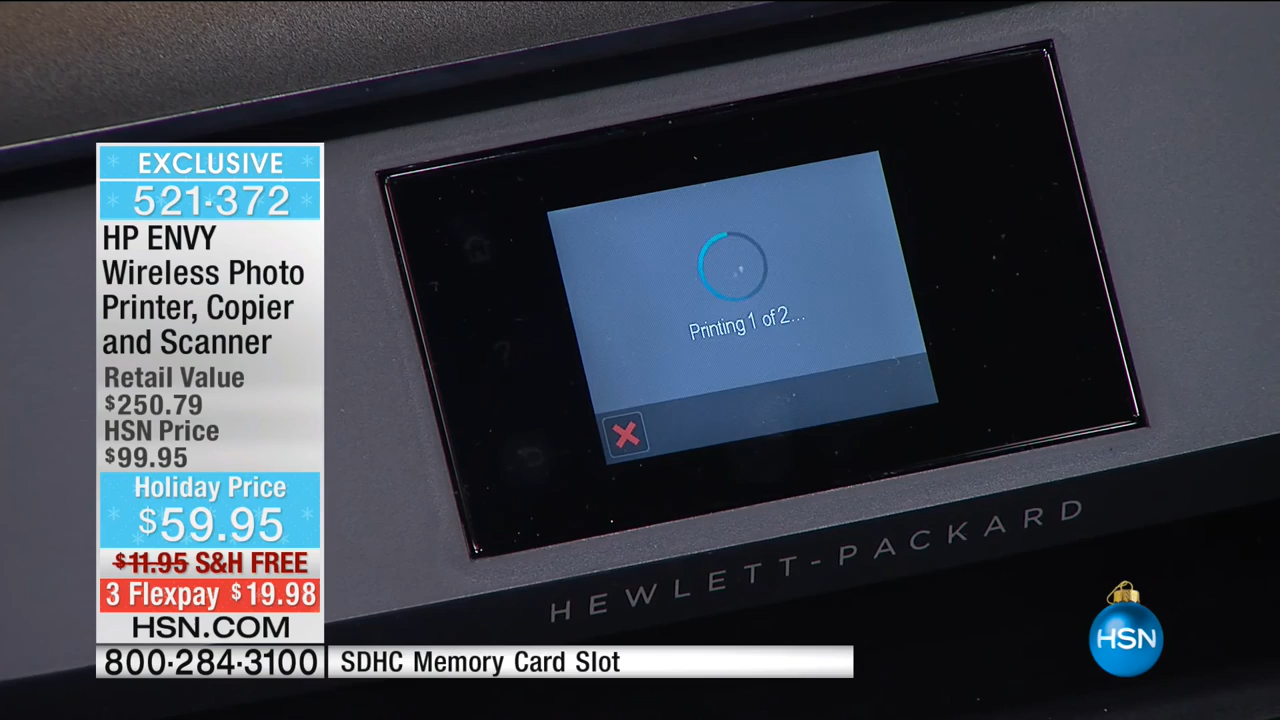 EXCLUSIVE
521·372
HP ENVY
Wireless Photo
Printer, Copier
and Scanner
Retail Value
$250.79
HSN Price
$99.95
Holiday Price
$59.95
$11.95 S&H FREE
3 Flexpay $19.98
HSN.COM
800·284·3100
SDHC Memory Card Slot
Printing 1 of 2...
HEWLETT-PACKARD
HSN